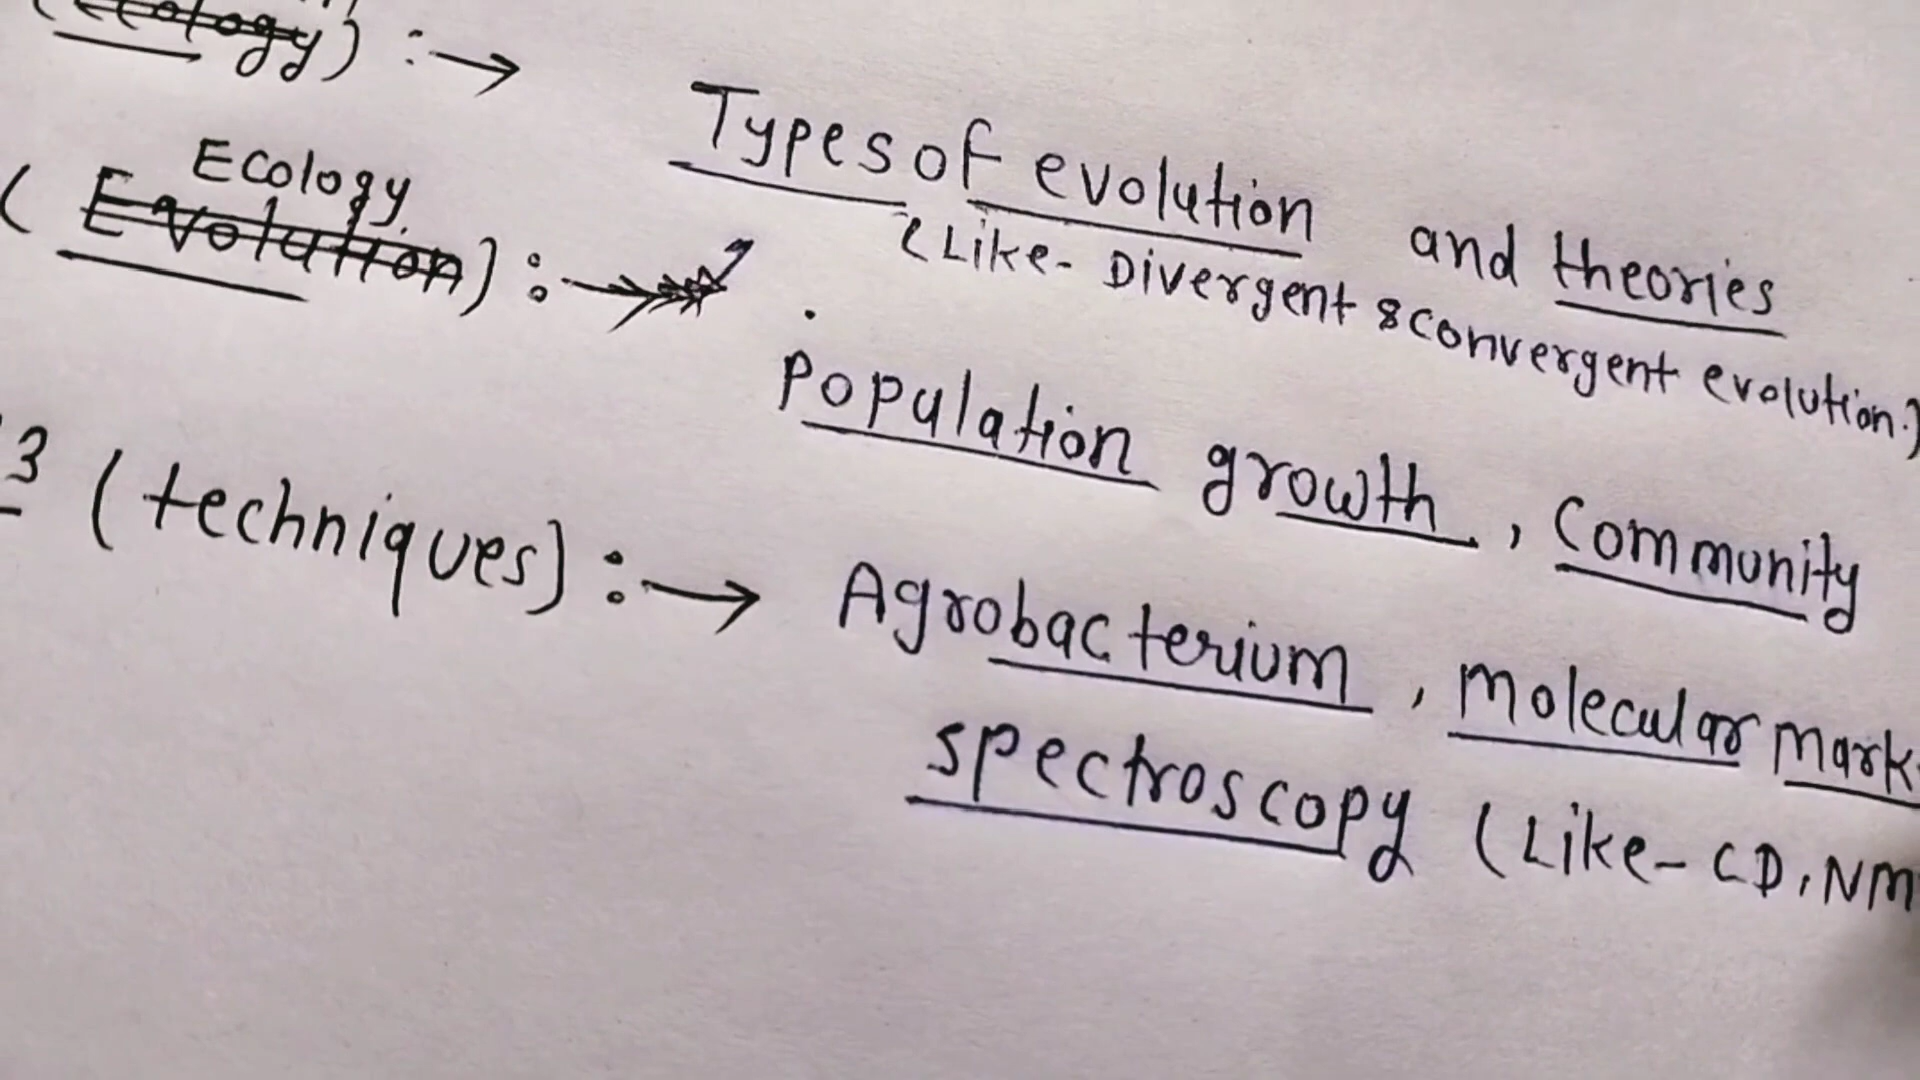 (Ecology) :→ Types of evolution and theories
(Like- Divergent & convergent evolution.)
Ecology
(Evolution) :→ Population growth, Community
3 (techniques) :→ Agrobacterium, Molecular Mark
spectroscopy (Like- CD, NM